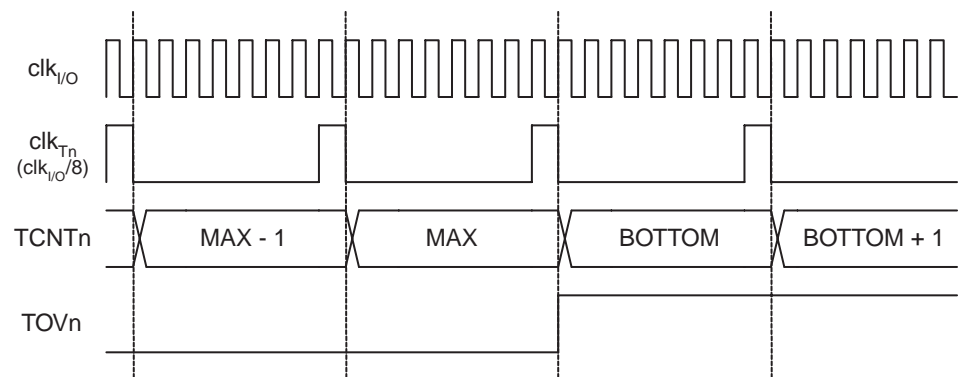 clkI/O
clkTn
(clkI/O/8)
TCNTn
MAX - 1
MAX
BOTTOM
BOTTOM + 1
TOVn